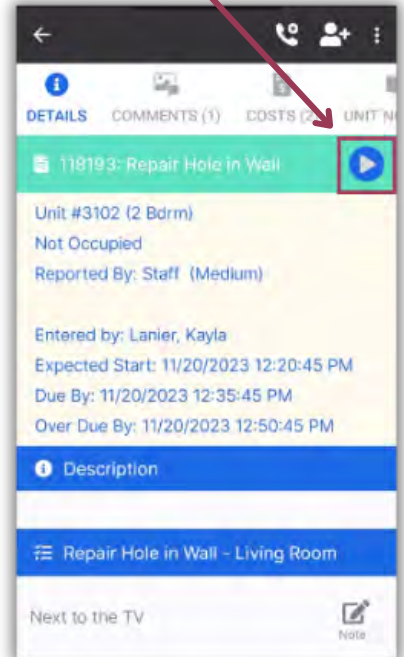 DETAILS COMMENTS (1) COSTS (2) UNIT
118193: Repair Hole in Wall
Unit #3102 (2 Bdrm)
Not Occupied
Reported By: Staff (Medium)
Entered by: Lanier, Kayla
Expected Start: 11/20/2023 12:20:45 PM
Due By: 11/20/2023 12:35:45 PM
Over Due By: 11/20/2023 12:50:45 PM
Description
Repair Hole in Wall - Living Room
Next to the TV
Note